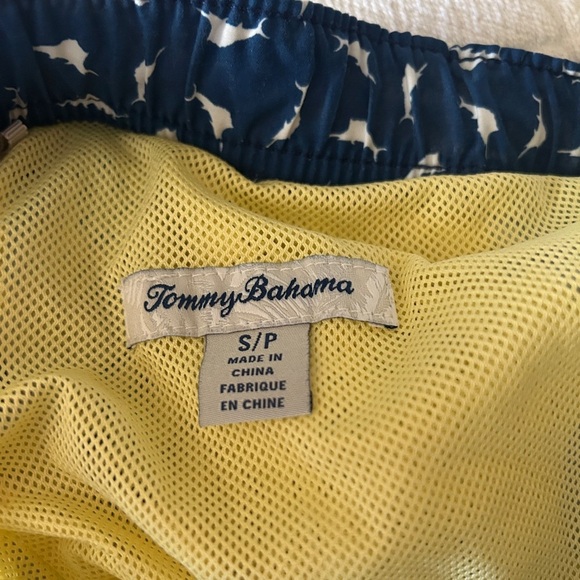 Tommy Bahama
S/P
MADE IN
CHINA
FABRIQUE
EN CHINE